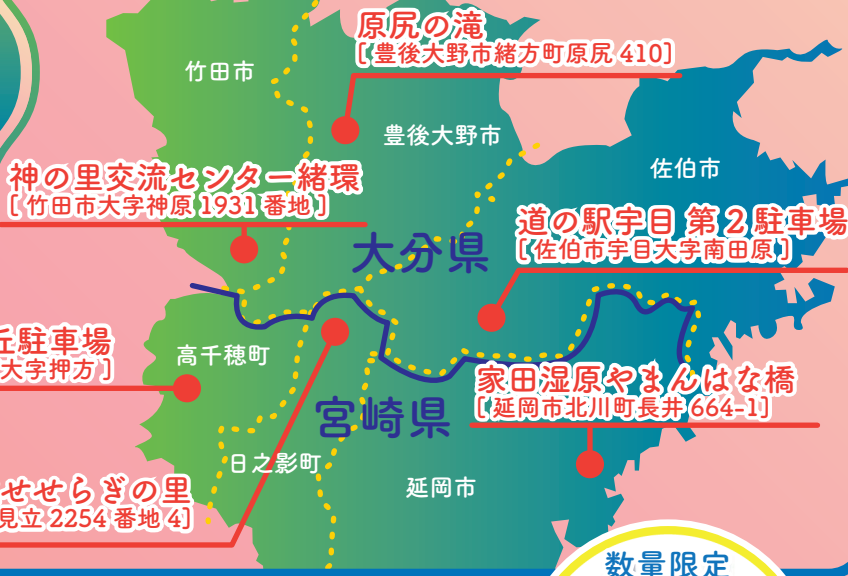 原尻の滝
[ 豊後大野市緒方町原尻 410]
竹田市
豊後大野市
佐伯市
神の里交流センター緒環
[ 竹田市大字神原 1931 番地 ]
道の駅宇目 第2駐車場
[ 佐伯市宇目大字南田原 ]
大分県
丘駐車場
大字押方 ]
高千穂町
家田湿原やまんはな橋
[ 延岡市北川町長井 664-1]
宮崎県
日之影町
せせらぎの里
見立 2254 番地 4]
延岡市
数量限定